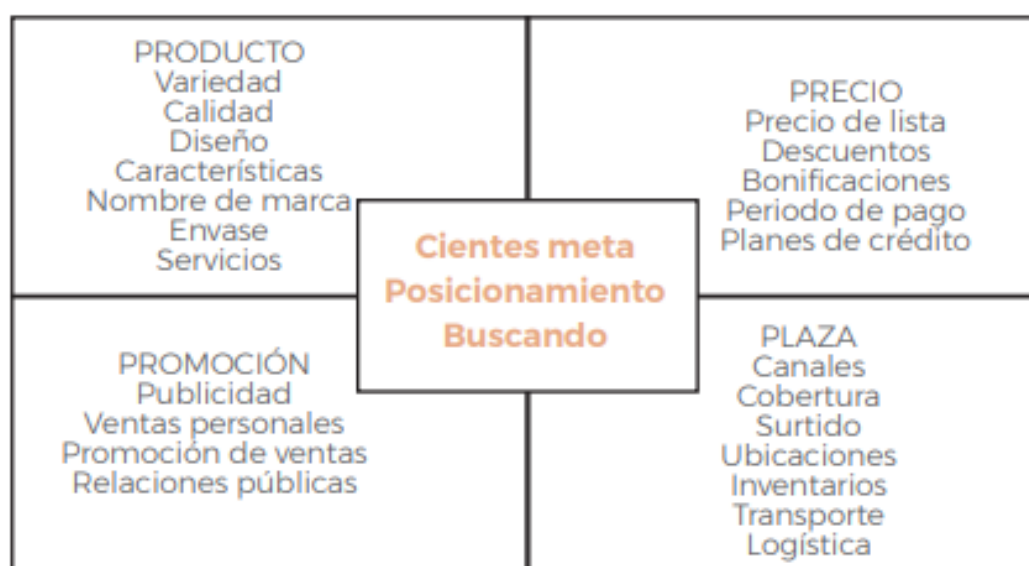 PRODUCTO
Variedad
Calidad
Diseño
Características
Nombre de marca
Envase
Servicios
PRECIO
Precio de lista
Descuentos
Bonificaciones
Periodo de pago
Planes de crédito
Cientes meta
Posicionamiento
Buscando
PROMOCIÓN
Publicidad
Ventas personales
Promoción de ventas
Relaciones públicas
PLAZA
Canales
Cobertura
Surtido
Ubicaciones
Inventarios
Transporte
Logística